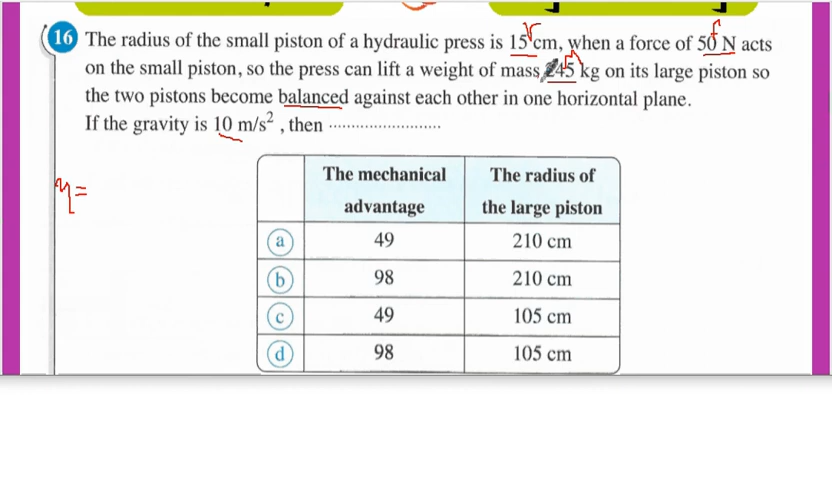 16 The radius of the small piston of a hydraulic press is 15 cm, when a force of 50 N acts
on the small piston, so the press can lift a weight of mass 245 kg on its large piston so
the two pistons become balanced against each other in one horizontal plane.
If the gravity is 10 m/s² , then .........................
r
f
m
η =
The mechanical advantage The radius of the large piston
a 49 210 cm
b 98 210 cm
c 49 105 cm
d 98 105 cm